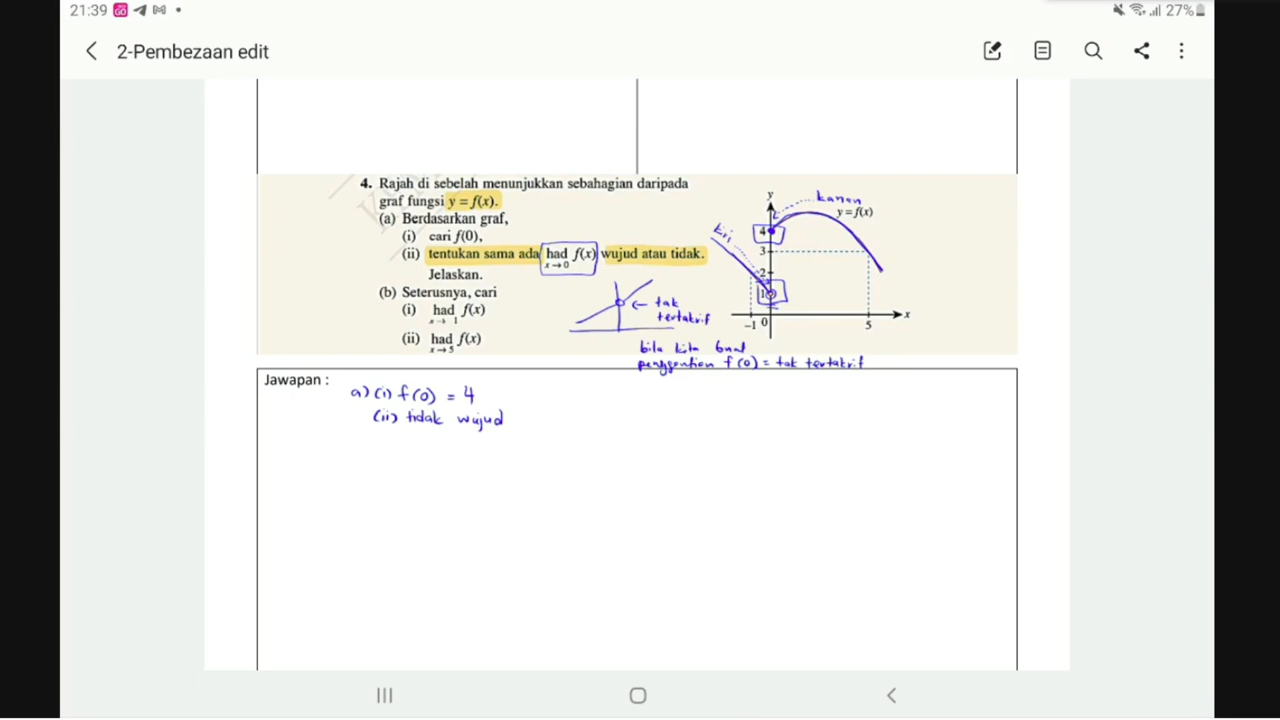 21:39 GO 27%
2-Pembezaan edit
4. Rajah di sebelah menunjukkan sebahagian daripada
graf fungsi y = f(x).
(a) Berdasarkan graf,
(i) cari f(0),
(ii) tentukan sama ada had f(x) wujud atau tidak.
x→0
Jelaskan.
(b) Seterusnya, cari
(i) had f(x)
x→ 1
(ii) had f(x)
x→5
y
kanan
y = f(x)
kiri
4
3
2
1
−1 0 5 x
← tak
tertakrif
bila kita buat
penggantian f(0) = tak tertakrif
Jawapan :
a) (i) f(0) = 4
(ii) tidak wujud